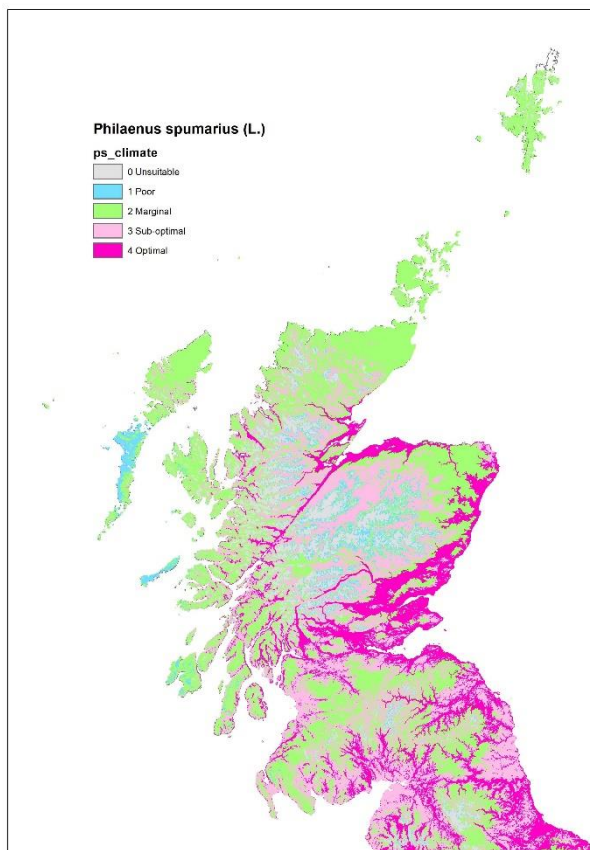 Philaenus spumarius (L.)
ps_climate
0 Unsuitable
1 Poor
2 Marginal
3 Sub-optimal
4 Optimal